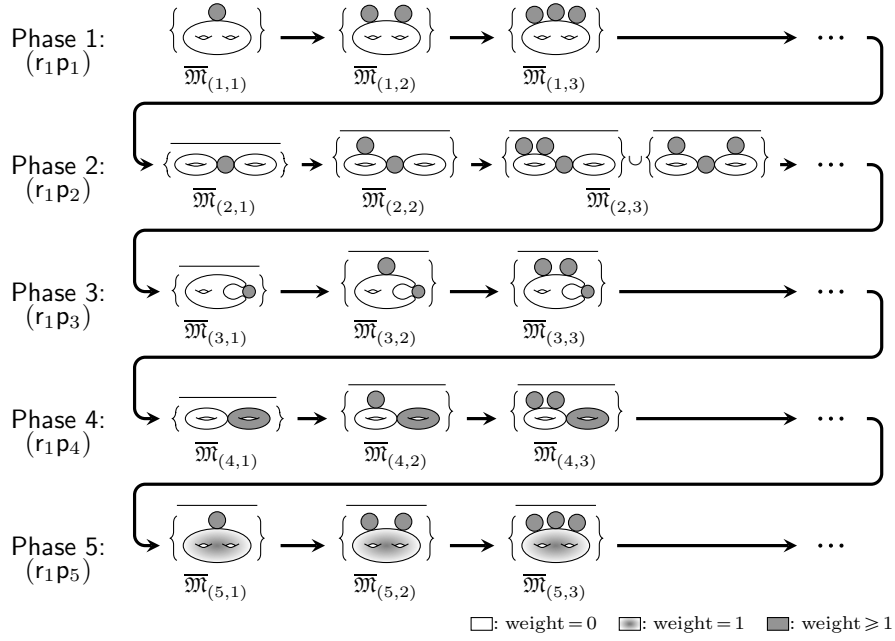 Phase 1:
(r₁p₁)
{ } → { } → { } → ···
𝔐̅₍₁,₁₎ 𝔐̅₍₁,₂₎ 𝔐̅₍₁,₃₎
Phase 2:
(r₁p₂)
{ } → { } → { } ∪ { } → ···
𝔐̅₍₂,₁₎ 𝔐̅₍₂,₂₎ 𝔐̅₍₂,₃₎
Phase 3:
(r₁p₃)
{ } → { } → { } → ···
𝔐̅₍₃,₁₎ 𝔐̅₍₃,₂₎ 𝔐̅₍₃,₃₎
Phase 4:
(r₁p₄)
{ } → { } → { } → ···
𝔐̅₍₄,₁₎ 𝔐̅₍₄,₂₎ 𝔐̅₍₄,₃₎
Phase 5:
(r₁p₅)
{ } → { } → { } → ···
𝔐̅₍₅,₁₎ 𝔐̅₍₅,₂₎ 𝔐̅₍₅,₃₎
: weight = 0 : weight = 1 : weight ⩾ 1